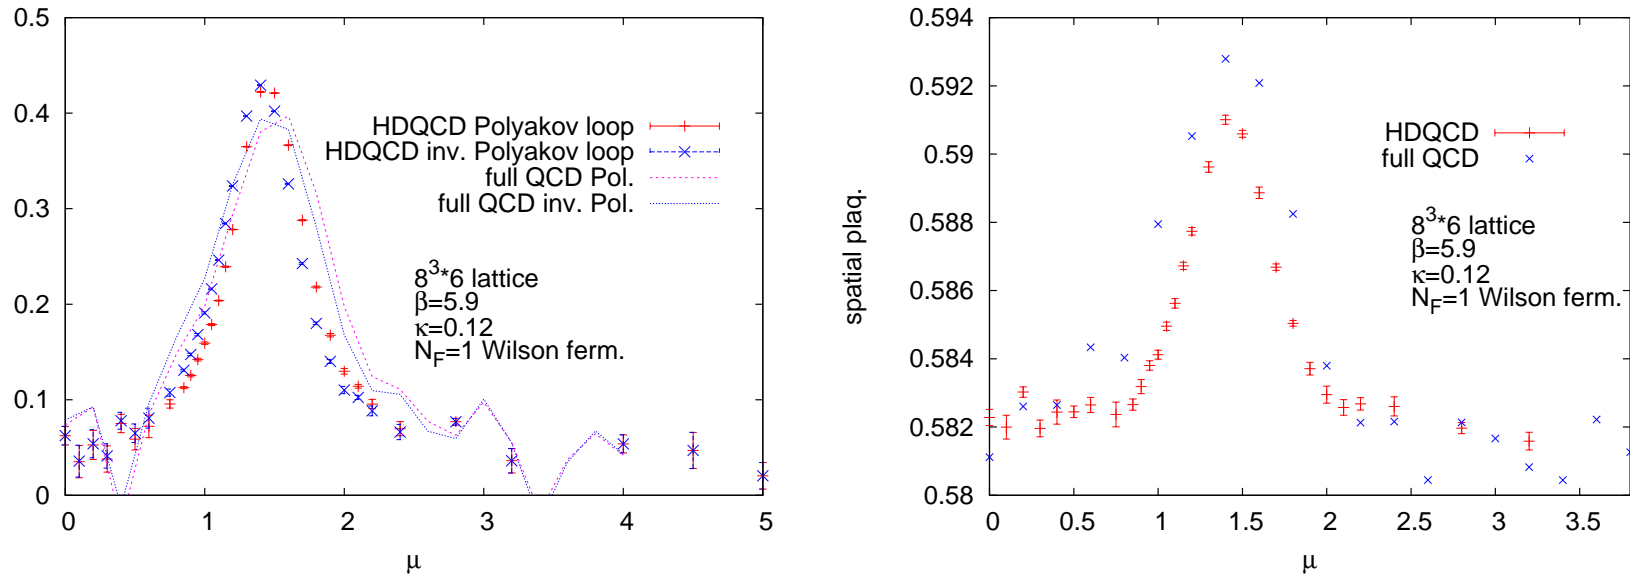 0.5
0.4
0.3
0.2
0.1
0
0
1
2
3
4
5
μ
HDQCD Polyakov loop
HDQCD inv. Polyakov loop
full QCD Pol.
full QCD inv. Pol.
8³*6 lattice
β=5.9
κ=0.12
N_F=1 Wilson ferm.
spatial plaq.
0.594
0.592
0.59
0.588
0.586
0.584
0.582
0.58
0
0.5
1
1.5
2
2.5
3
3.5
μ
HDQCD
full QCD
8³*6 lattice
β=5.9
κ=0.12
N_F=1 Wilson ferm.